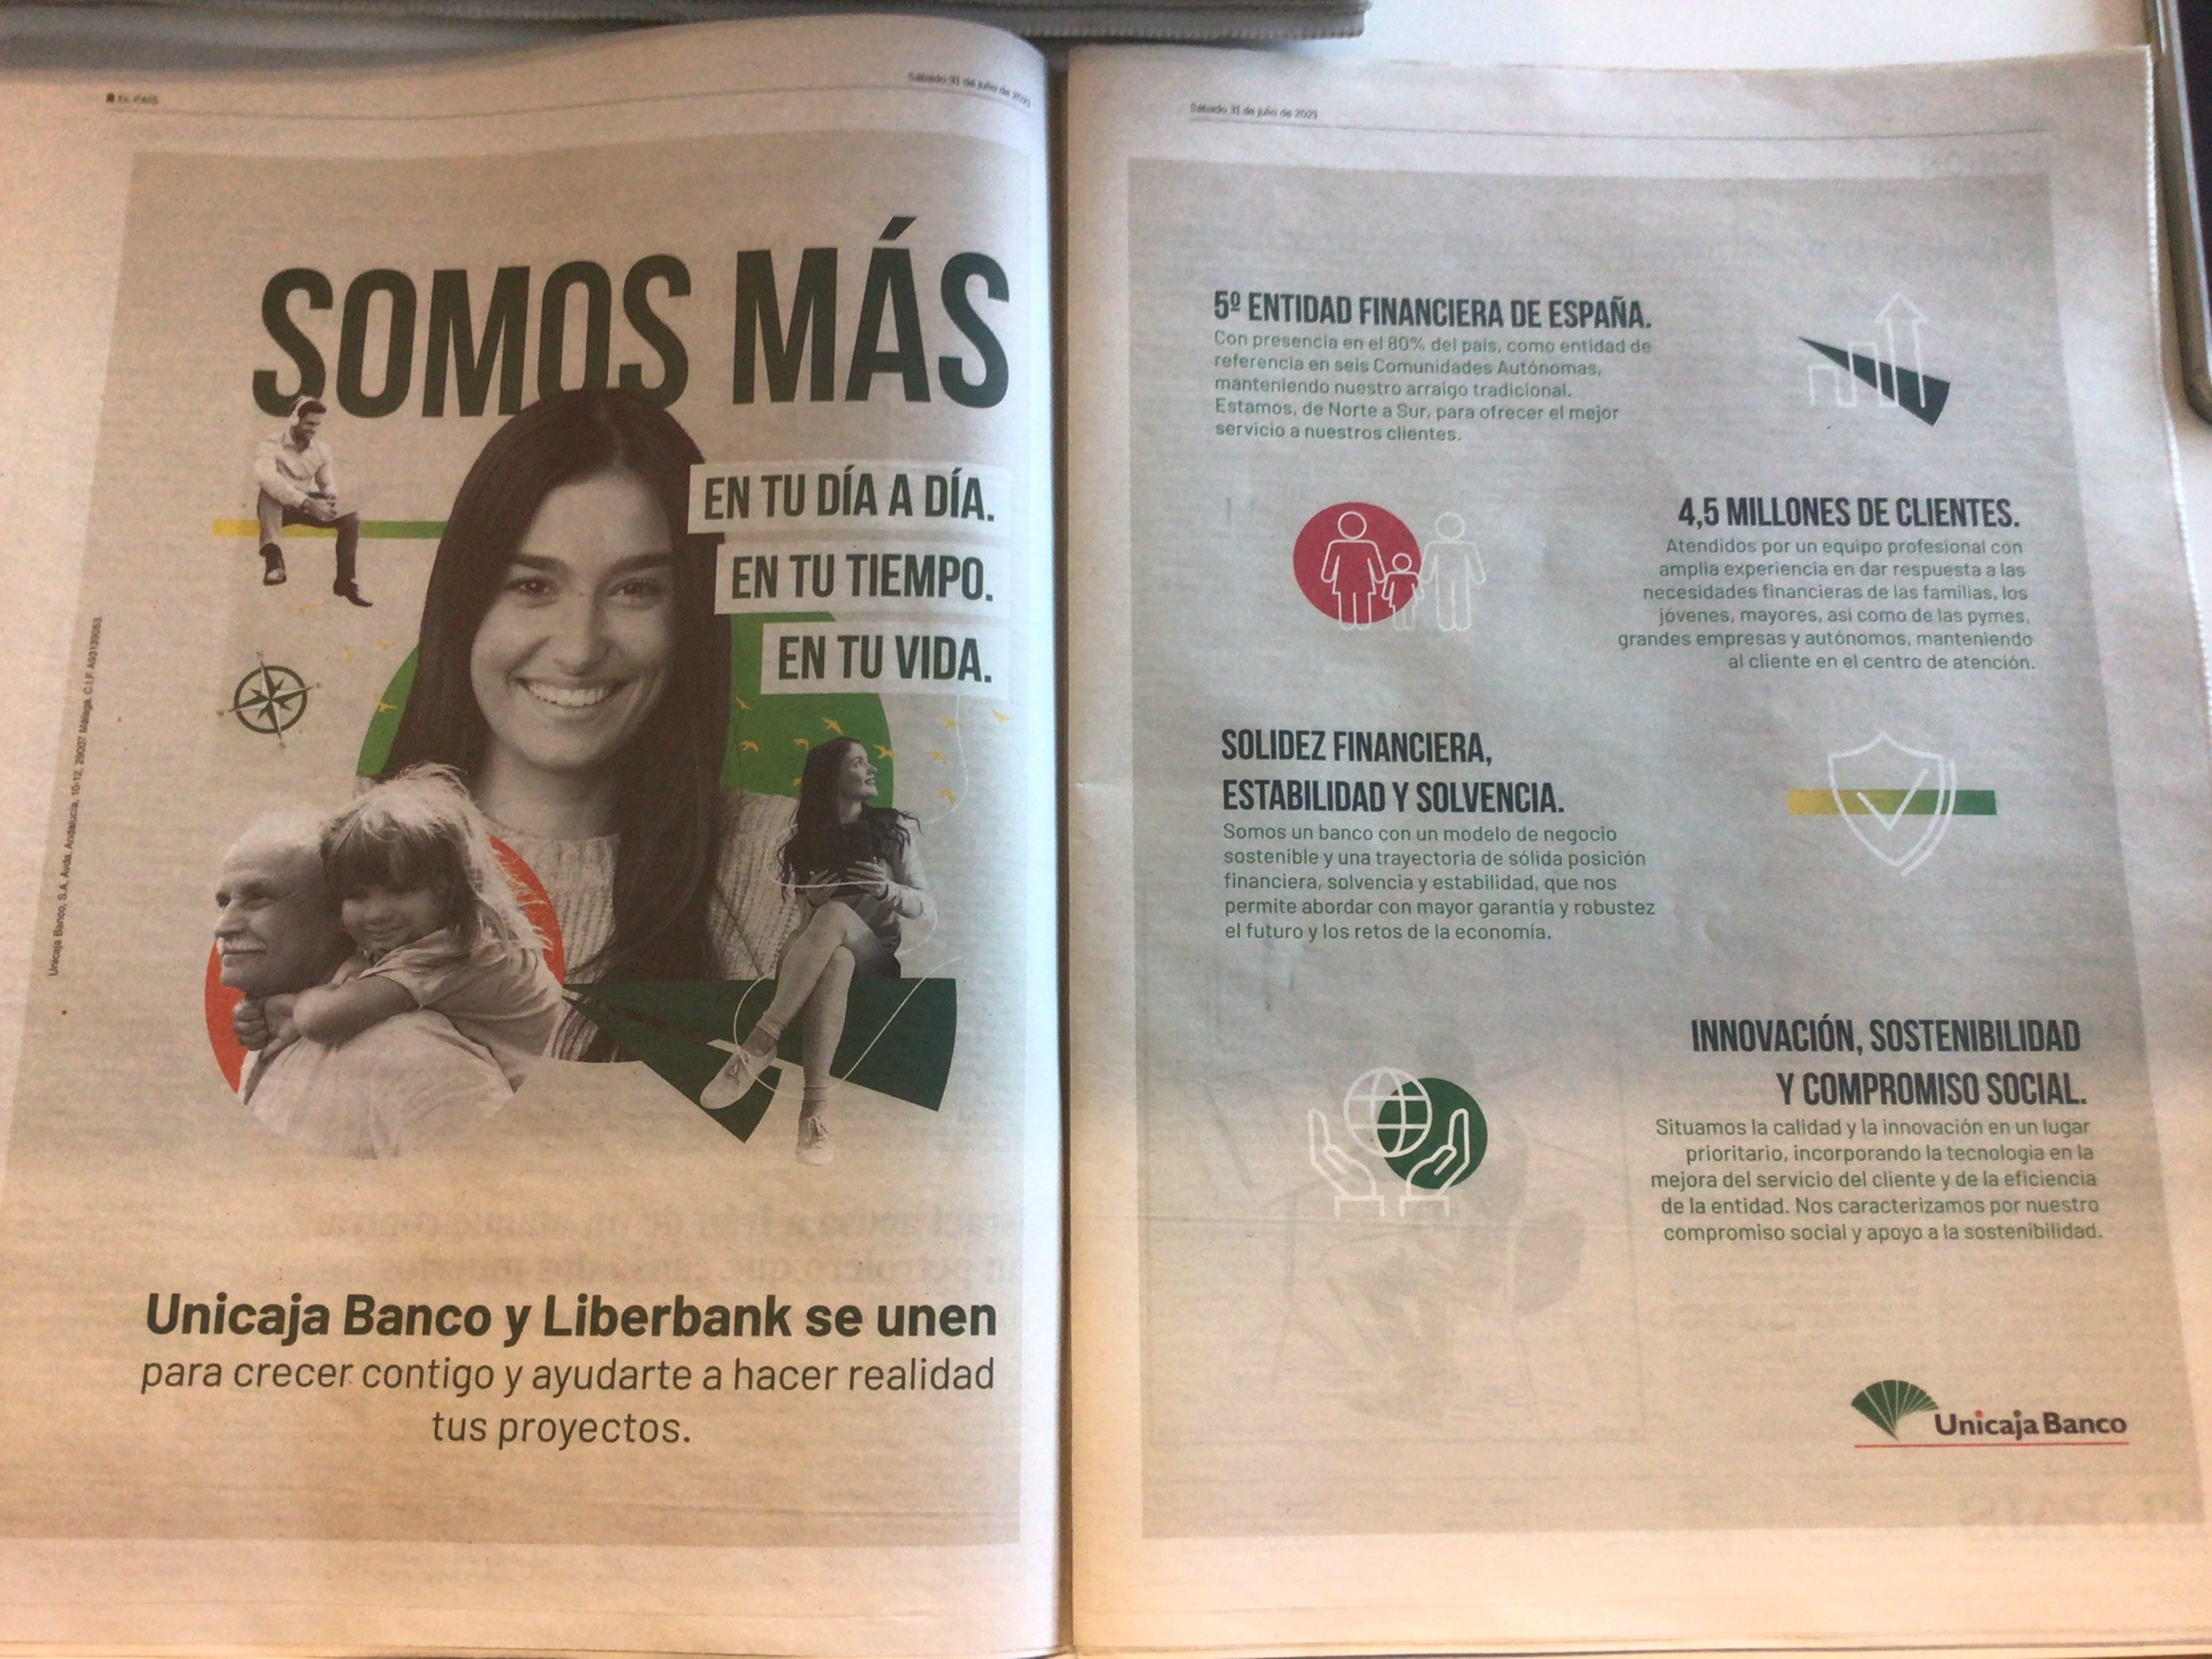 EL PAÍS
Sábado 31 de julio de 2021
SOMOS MÁS
EN TU DÍA A DÍA.
EN TU TIEMPO.
EN TU VIDA.
Unicaja Banco, S.A. Avda. Andalucía, 10-12, 29007 Málaga. C.I.F. A93139053.
Unicaja Banco y Liberbank se unen
para crecer contigo y ayudarte a hacer realidad
tus proyectos.
Sábado 31 de julio de 2021
5º ENTIDAD FINANCIERA DE ESPAÑA.
Con presencia en el 80% del país, como entidad de
referencia en seis Comunidades Autónomas,
manteniendo nuestro arraigo tradicional.
Estamos, de Norte a Sur, para ofrecer el mejor
servicio a nuestros clientes.
4,5 MILLONES DE CLIENTES.
Atendidos por un equipo profesional con
amplia experiencia en dar respuesta a las
necesidades financieras de las familias, los
jóvenes, mayores, así como de las pymes,
grandes empresas y autónomos, manteniendo
al cliente en el centro de atención.
SOLIDEZ FINANCIERA,
ESTABILIDAD Y SOLVENCIA.
Somos un banco con un modelo de negocio
sostenible y una trayectoria de sólida posición
financiera, solvencia y estabilidad, que nos
permite abordar con mayor garantía y robustez
el futuro y los retos de la economía.
INNOVACIÓN, SOSTENIBILIDAD
Y COMPROMISO SOCIAL.
Situamos la calidad y la innovación en un lugar
prioritario, incorporando la tecnología en la
mejora del servicio del cliente y de la eficiencia
de la entidad. Nos caracterizamos por nuestro
compromiso social y apoyo a la sostenibilidad.
Unicaja Banco